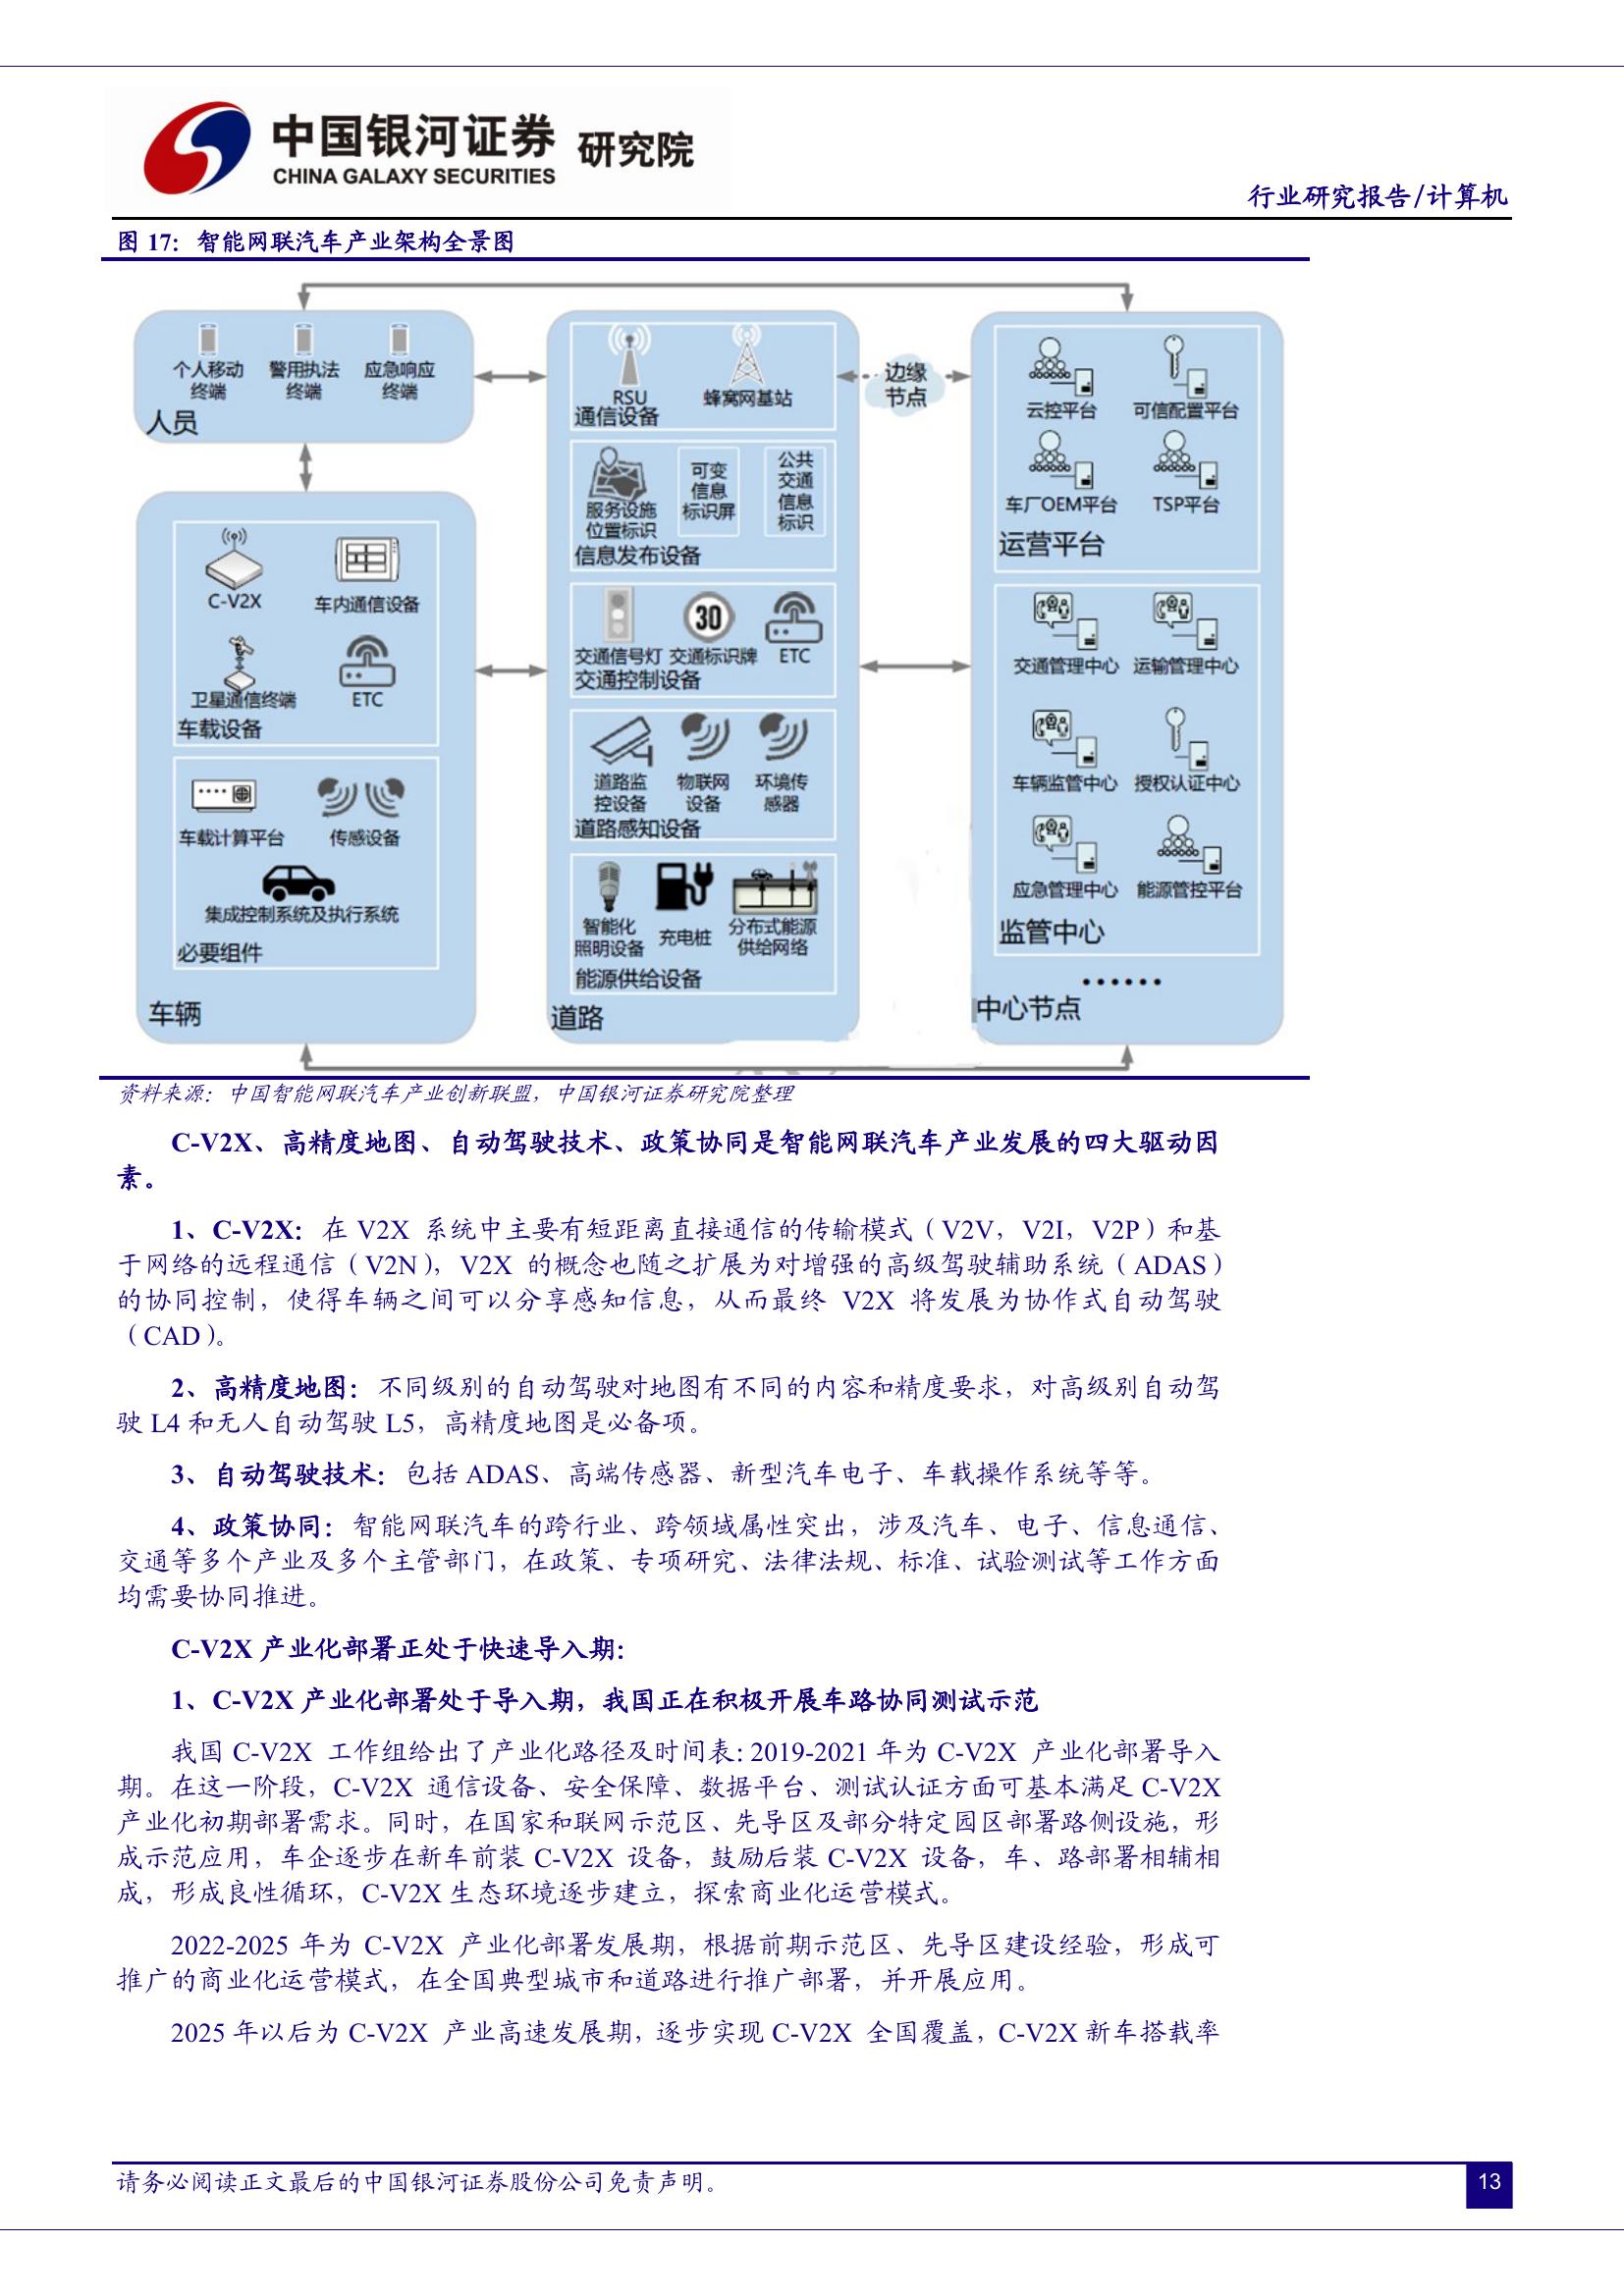 中国银河证券 研究院
CHINA GALAXY SECURITIES
行业研究报告/计算机
图 17：智能网联汽车产业架构全景图
个人移动
终端
警用执法
终端
应急响应
终端
人员
C-V2X
车内通信设备
卫星通信终端
ETC
车载设备
车载计算平台
传感设备
集成控制系统及执行系统
必要组件
车辆
RSU
蜂窝网基站
通信设备
服务设施
位置标识
可变
信息
标识屏
公共
交通
信息
标识
信息发布设备
30
交通信号灯
交通标识牌
ETC
交通控制设备
道路监
控设备
物联网
设备
环境传
感器
道路感知设备
智能化
照明设备
充电桩
分布式能源
供给网络
能源供给设备
道路
边缘
节点
云控平台
可信配置平台
车厂OEM平台
TSP平台
运营平台
交通管理中心
运输管理中心
车辆监管中心
授权认证中心
应急管理中心
能源管控平台
监管中心
······
中心节点
资料来源：中国智能网联汽车产业创新联盟，中国银河证券研究院整理
C-V2X、高精度地图、自动驾驶技术、政策协同是智能网联汽车产业发展的四大驱动因
素。
1、C-V2X：在 V2X 系统中主要有短距离直接通信的传输模式（V2V，V2I，V2P）和基
于网络的远程通信（V2N），V2X 的概念也随之扩展为对增强的高级驾驶辅助系统（ADAS）
的协同控制，使得车辆之间可以分享感知信息，从而最终 V2X 将发展为协作式自动驾驶
（CAD）。
2、高精度地图：不同级别的自动驾驶对地图有不同的内容和精度要求，对高级别自动驾
驶 L4 和无人自动驾驶 L5，高精度地图是必备项。
3、自动驾驶技术：包括 ADAS、高端传感器、新型汽车电子、车载操作系统等等。
4、政策协同：智能网联汽车的跨行业、跨领域属性突出，涉及汽车、电子、信息通信、
交通等多个产业及多个主管部门，在政策、专项研究、法律法规、标准、试验测试等工作方面
均需要协同推进。
C-V2X 产业化部署正处于快速导入期：
1、C-V2X 产业化部署处于导入期，我国正在积极开展车路协同测试示范
我国 C-V2X 工作组给出了产业化路径及时间表：2019-2021 年为 C-V2X 产业化部署导入
期。在这一阶段，C-V2X 通信设备、安全保障、数据平台、测试认证方面可基本满足 C-V2X
产业化初期部署需求。同时，在国家和联网示范区、先导区及部分特定园区部署路侧设施，形
成示范应用，车企逐步在新车前装 C-V2X 设备，鼓励后装 C-V2X 设备，车、路部署相辅相
成，形成良性循环，C-V2X 生态环境逐步建立，探索商业化运营模式。
2022-2025 年为 C-V2X 产业化部署发展期，根据前期示范区、先导区建设经验，形成可
推广的商业化运营模式，在全国典型城市和道路进行推广部署，并开展应用。
2025 年以后为 C-V2X 产业高速发展期，逐步实现 C-V2X 全国覆盖，C-V2X 新车搭载率
请务必阅读正文最后的中国银河证券股份公司免责声明。
13